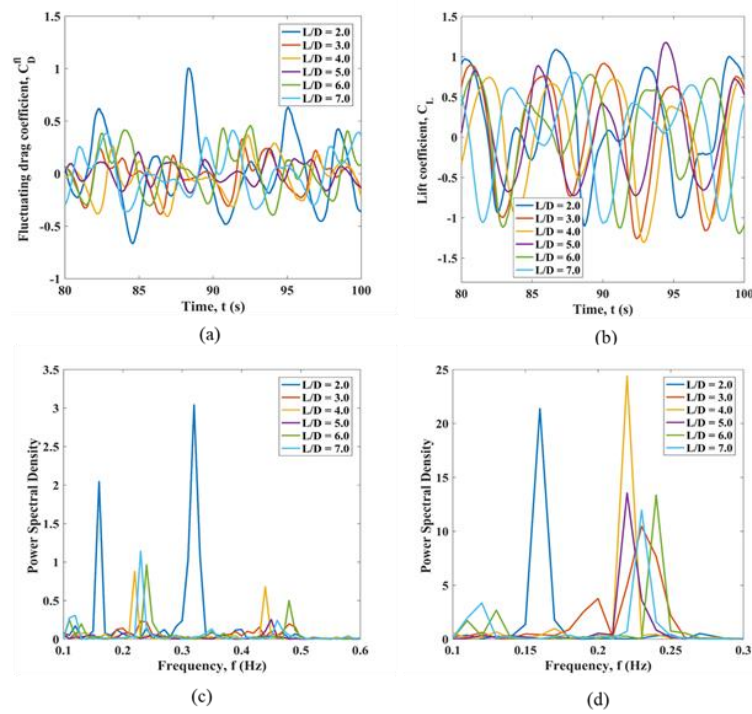 1.5
1
0.5
0
-0.5
-1
80 85 90 95 100
Fluctuating drag coefficient, C_D^fl
Time, t (s)
L/D = 2.0
L/D = 3.0
L/D = 4.0
L/D = 5.0
L/D = 6.0
L/D = 7.0
(a)
1.5
1
0.5
0
-0.5
-1
-1.5
80 85 90 95 100
Lift coefficient, C_L
Time, t (s)
L/D = 2.0
L/D = 3.0
L/D = 4.0
L/D = 5.0
L/D = 6.0
L/D = 7.0
(b)
3.5
3
2.5
2
1.5
1
0.5
0
0.1 0.2 0.3 0.4 0.5 0.6
Power Spectral Density
Frequency, f (Hz)
L/D = 2.0
L/D = 3.0
L/D = 4.0
L/D = 5.0
L/D = 6.0
L/D = 7.0
(c)
25
20
15
10
5
0
0.1 0.15 0.2 0.25 0.3
Power Spectral Density
Frequency, f (Hz)
L/D = 2.0
L/D = 3.0
L/D = 4.0
L/D = 5.0
L/D = 6.0
L/D = 7.0
(d)